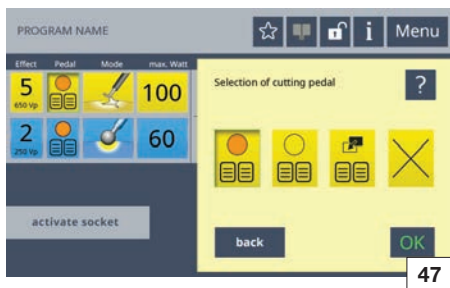 PROGRAM NAME
i
Menu
Effect Pedal Mode max. Watt
5
650 Vp
100
2
250 Vp
60
Selection of cutting pedal
?
activate socket
back
OK
47